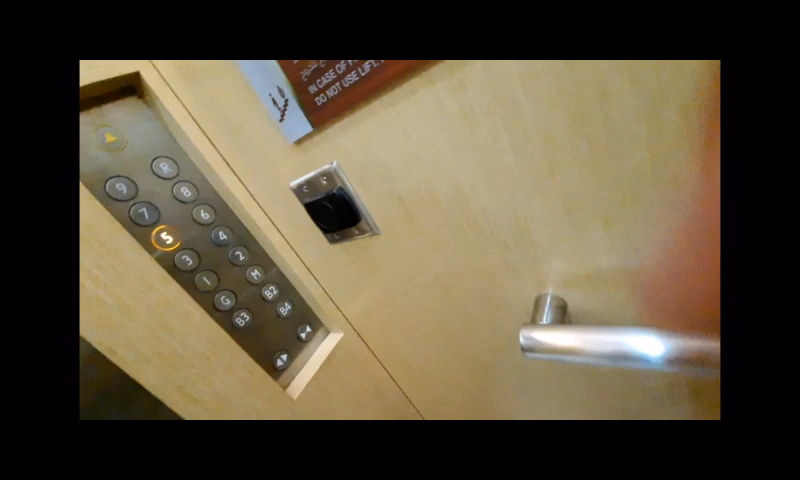 IN CASE OF
DO NOT USE LIFT
R
9 8
7 6
5 4
3 2
1 M
G B2
B3 B4